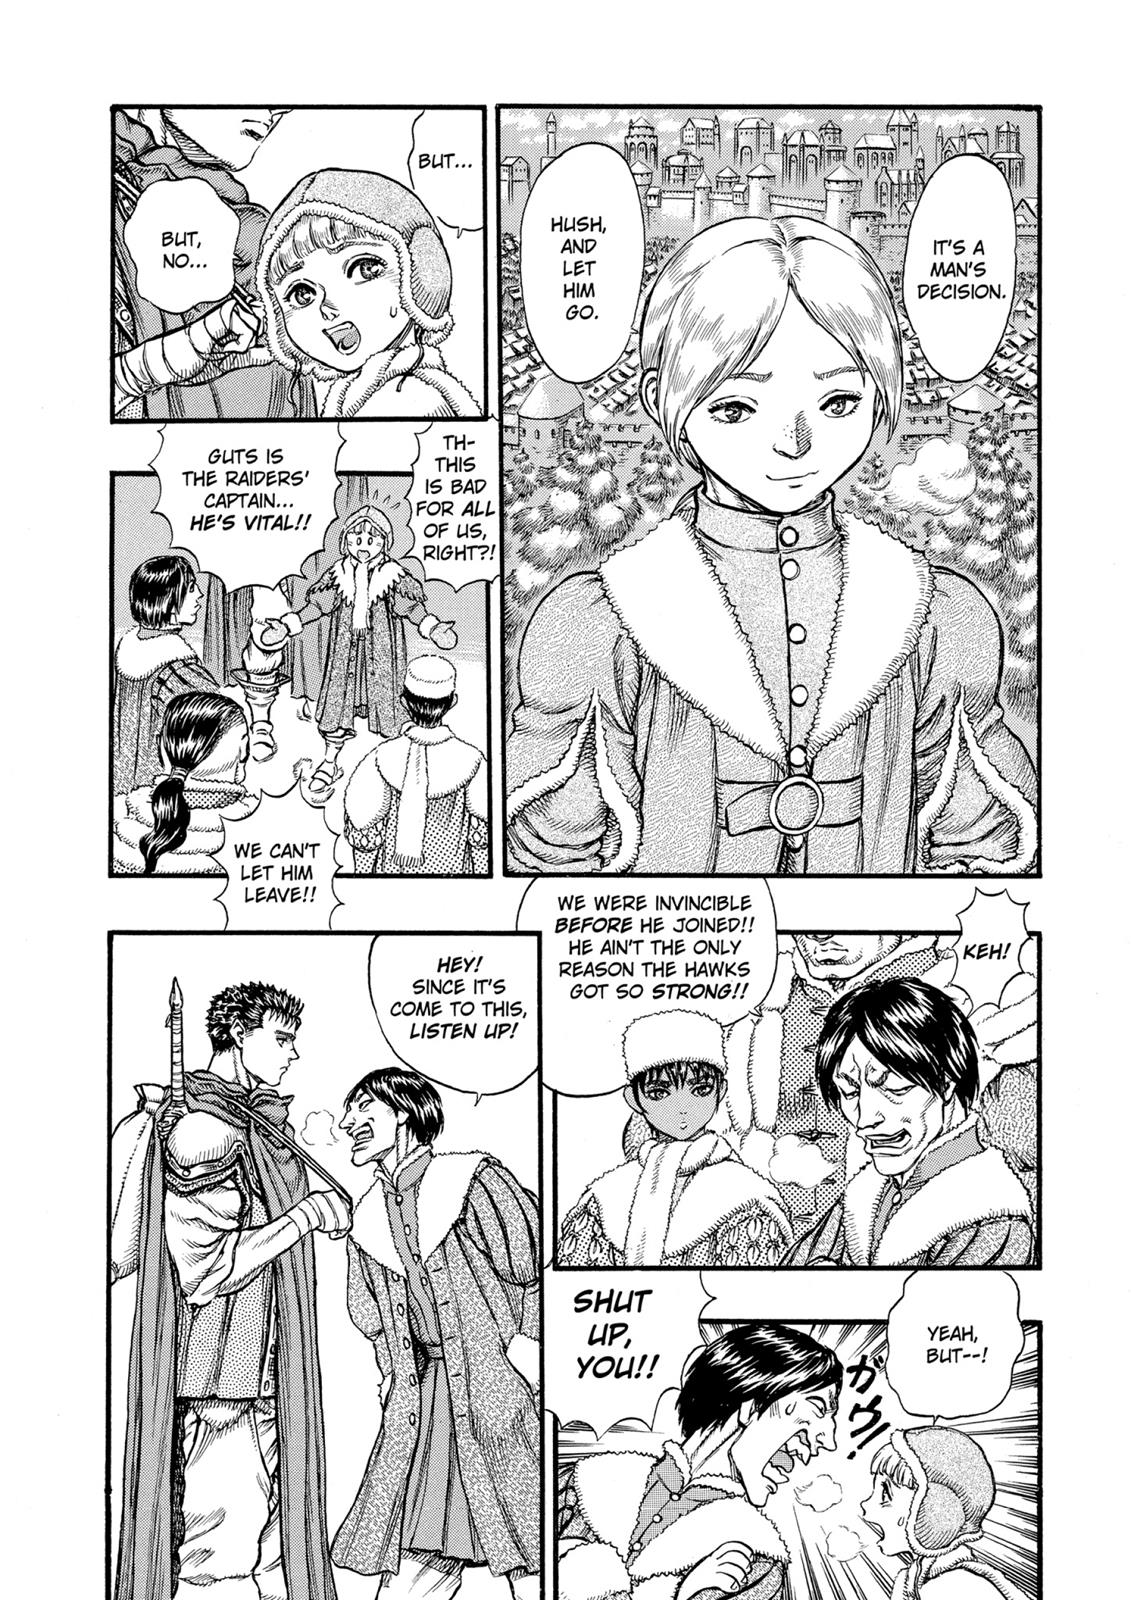 IT'S A
MAN'S
DECISION.
HUSH,
AND
LET
HIM
GO.
BUT...
BUT,
NO...
TH-
THIS
IS BAD
FOR ALL
OF US,
RIGHT?!
GUTS IS
THE RAIDERS'
CAPTAIN...
HE'S VITAL!!
WE CAN'T
LET HIM
LEAVE!!
KEH!
WE WERE INVINCIBLE
BEFORE HE JOINED!!
HE AIN'T THE ONLY
REASON THE HAWKS
GOT SO STRONG!!
YEAH,
BUT--!
ガウ!
SHUT
UP,
YOU!!
HEY!
SINCE IT'S
COME TO THIS,
LISTEN UP!